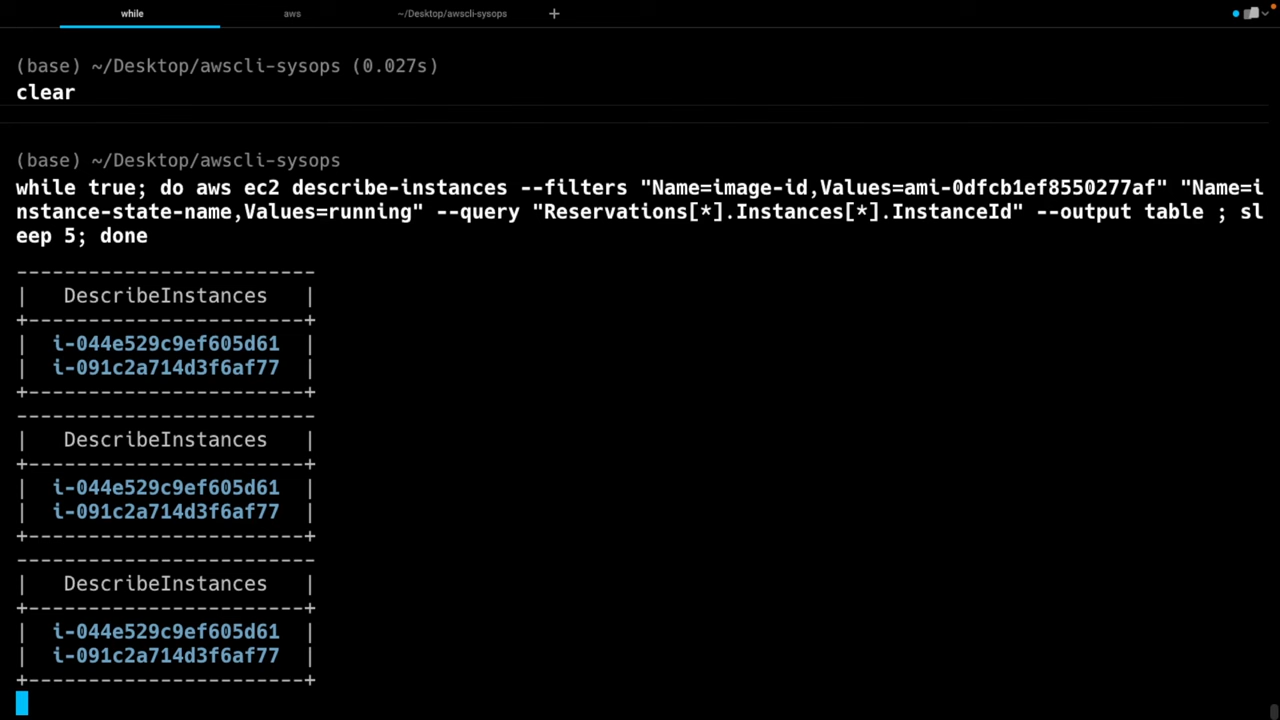 while aws ~/Desktop/awscli-sysops +
(base) ~/Desktop/awscli-sysops (0.027s)
clear
(base) ~/Desktop/awscli-sysops
while true; do aws ec2 describe-instances --filters "Name=image-id,Values=ami-0dfcb1ef8550277af" "Name=i
nstance-state-name,Values=running" --query "Reservations[*].Instances[*].InstanceId" --output table ; sl
eep 5; done
-------------------------
|   DescribeInstances   |
+-----------------------+
|  i-044e529c9ef605d61  |
|  i-091c2a714d3f6af77  |
+-----------------------+
-------------------------
|   DescribeInstances   |
+-----------------------+
|  i-044e529c9ef605d61  |
|  i-091c2a714d3f6af77  |
+-----------------------+
-------------------------
|   DescribeInstances   |
+-----------------------+
|  i-044e529c9ef605d61  |
|  i-091c2a714d3f6af77  |
+-----------------------+